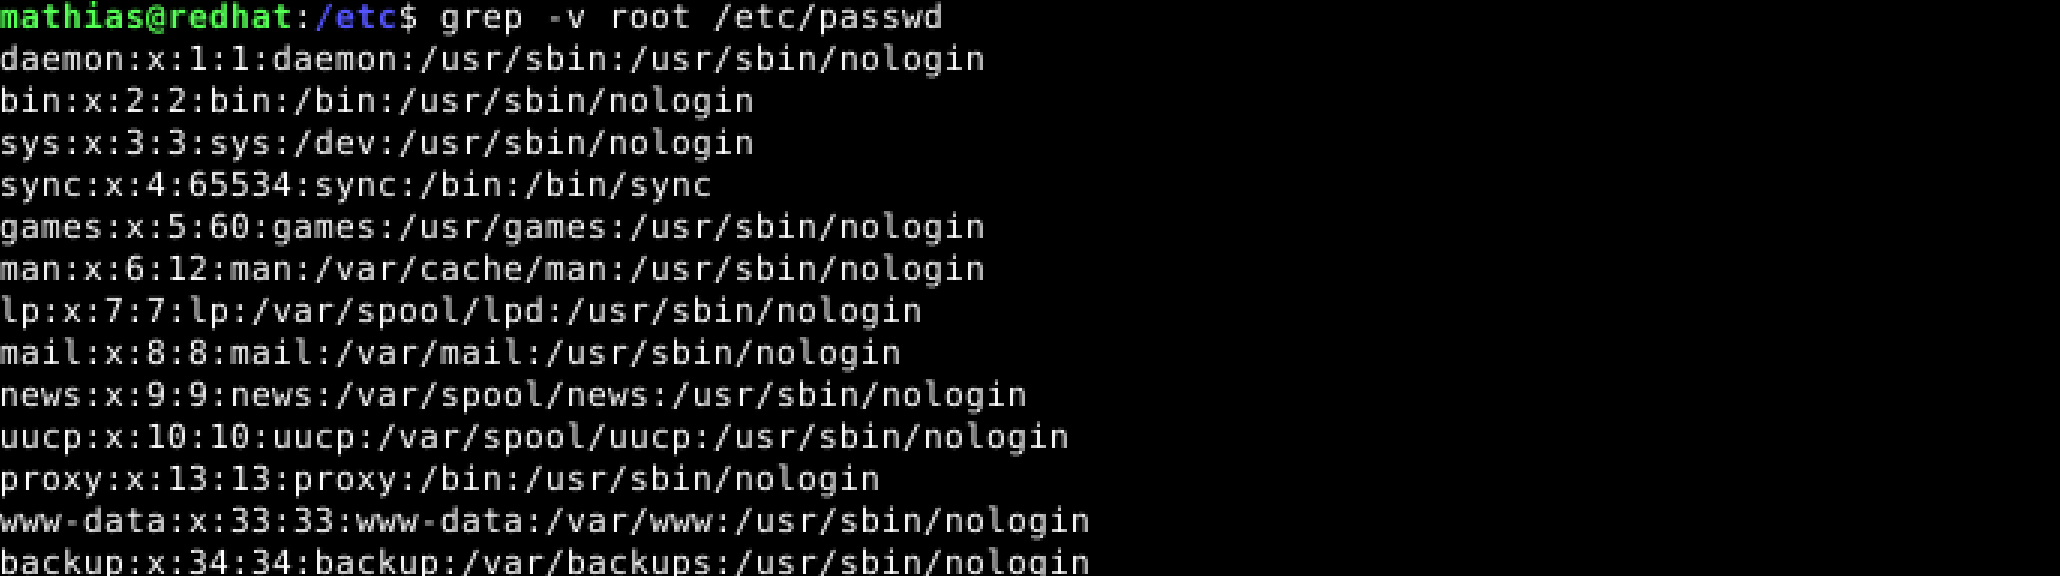 mathias@redhat:/etc$ grep -v root /etc/passwd
daemon:x:1:1:daemon:/usr/sbin:/usr/sbin/nologin
bin:x:2:2:bin:/bin:/usr/sbin/nologin
sys:x:3:3:sys:/dev:/usr/sbin/nologin
sync:x:4:65534:sync:/bin:/bin/sync
games:x:5:60:games:/usr/games:/usr/sbin/nologin
man:x:6:12:man:/var/cache/man:/usr/sbin/nologin
lp:x:7:7:lp:/var/spool/lpd:/usr/sbin/nologin
mail:x:8:8:mail:/var/mail:/usr/sbin/nologin
news:x:9:9:news:/var/spool/news:/usr/sbin/nologin
uucp:x:10:10:uucp:/var/spool/uucp:/usr/sbin/nologin
proxy:x:13:13:proxy:/bin:/usr/sbin/nologin
www-data:x:33:33:www-data:/var/www:/usr/sbin/nologin
backup:x:34:34:backup:/var/backups:/usr/sbin/nologin